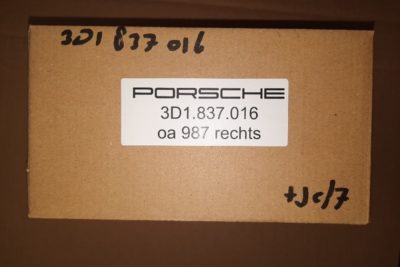 3D1 837 016
PORSCHE
3D1.837.016
oa 987 rechts